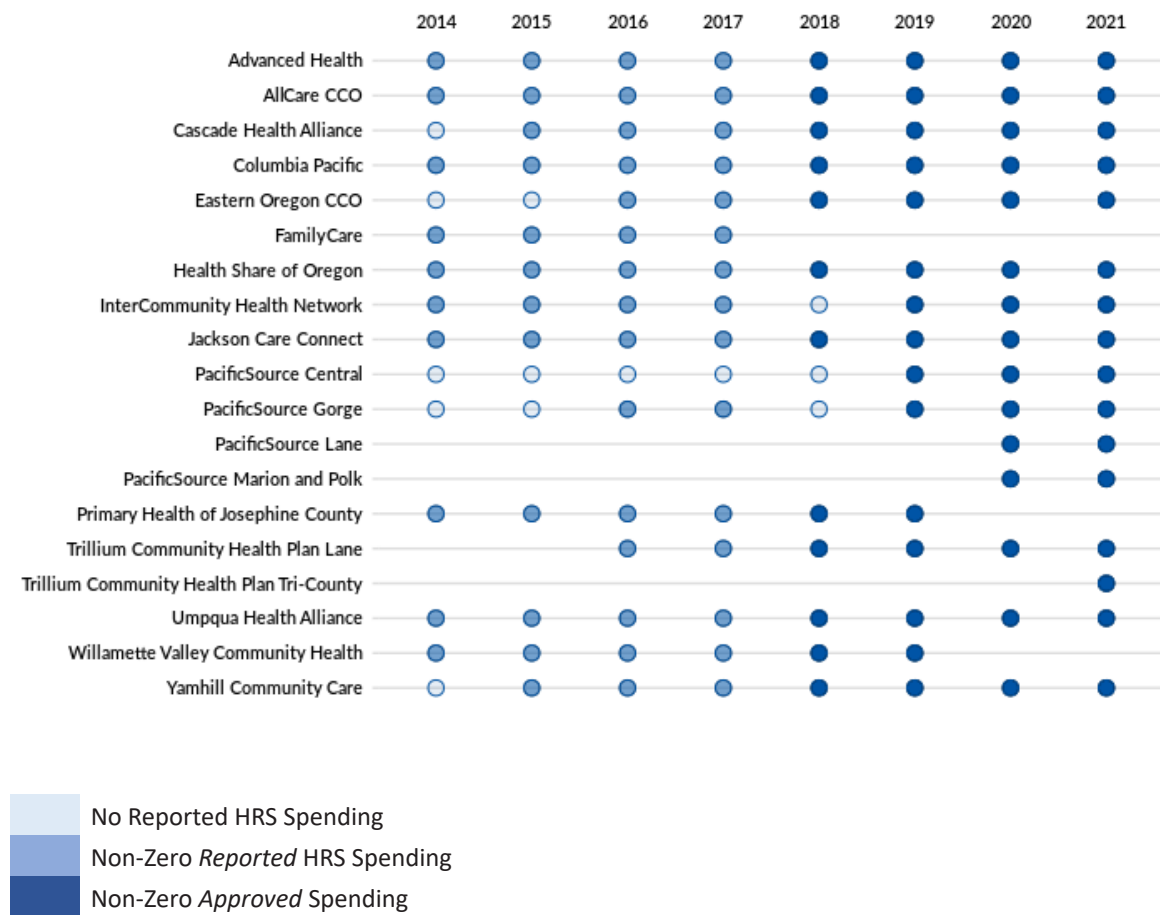 2014 2015 2016 2017 2018 2019 2020 2021
Advanced Health
AllCare CCO
Cascade Health Alliance
Columbia Pacific
Eastern Oregon CCO
FamilyCare
Health Share of Oregon
InterCommunity Health Network
Jackson Care Connect
PacificSource Central
PacificSource Gorge
PacificSource Lane
PacificSource Marion and Polk
Primary Health of Josephine County
Trillium Community Health Plan Lane
Trillium Community Health Plan Tri-County
Umpqua Health Alliance
Willamette Valley Community Health
Yamhill Community Care
No Reported HRS Spending
Non-Zero Reported HRS Spending
Non-Zero Approved Spending